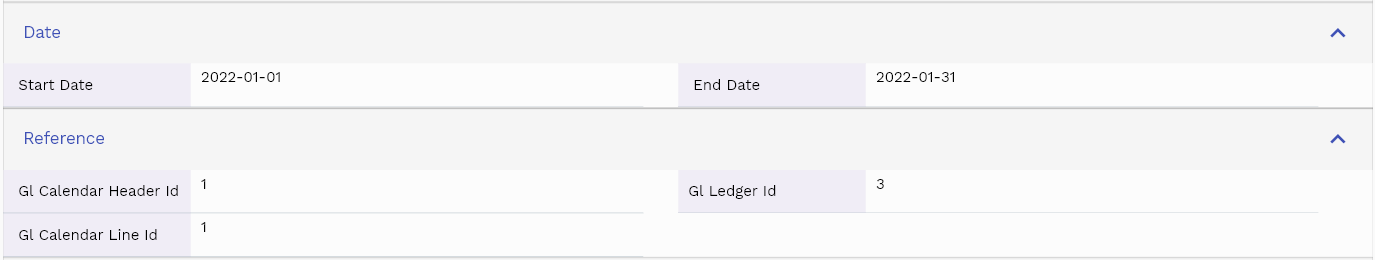 Date
Start Date 2022-01-01 End Date 2022-01-31
Reference
Gl Calendar Header Id 1 Gl Ledger Id 3
Gl Calendar Line Id 1